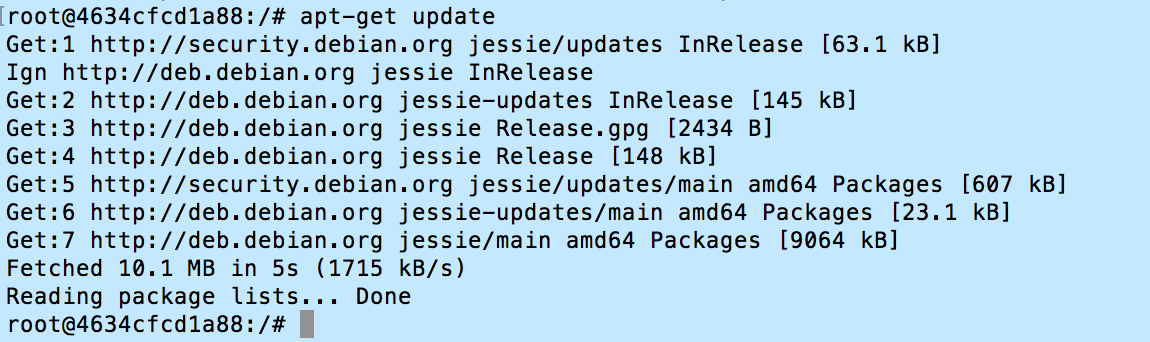 root@4634cfcd1a88:/# apt-get update
Get:1 http://security.debian.org jessie/updates InRelease [63.1 kB]
Ign http://deb.debian.org jessie InRelease
Get:2 http://deb.debian.org jessie-updates InRelease [145 kB]
Get:3 http://deb.debian.org jessie Release.gpg [2434 B]
Get:4 http://deb.debian.org jessie Release [148 kB]
Get:5 http://security.debian.org jessie/updates/main amd64 Packages [607 kB]
Get:6 http://deb.debian.org jessie-updates/main amd64 Packages [23.1 kB]
Get:7 http://deb.debian.org jessie/main amd64 Packages [9064 kB]
Fetched 10.1 MB in 5s (1715 kB/s)
Reading package lists... Done
root@4634cfcd1a88:/#